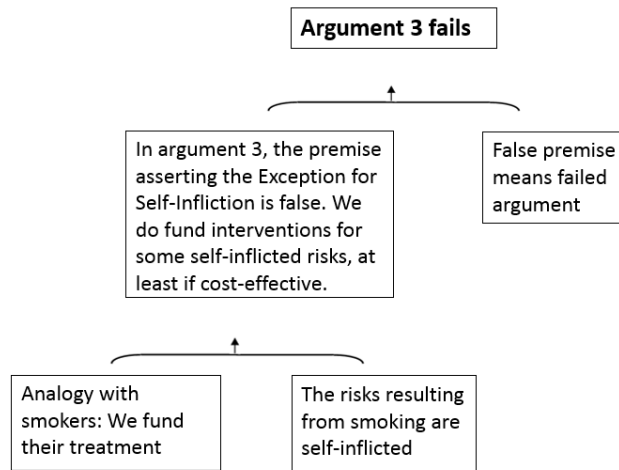 Argument 3 fails
In argument 3, the premise
asserting the Exception for
Self-Infliction is false. We
do fund interventions for
some self-inflicted risks, at
least if cost-effective.
False premise
means failed
argument
Analogy with
smokers: We fund
their treatment
The risks resulting
from smoking are
self-inflicted